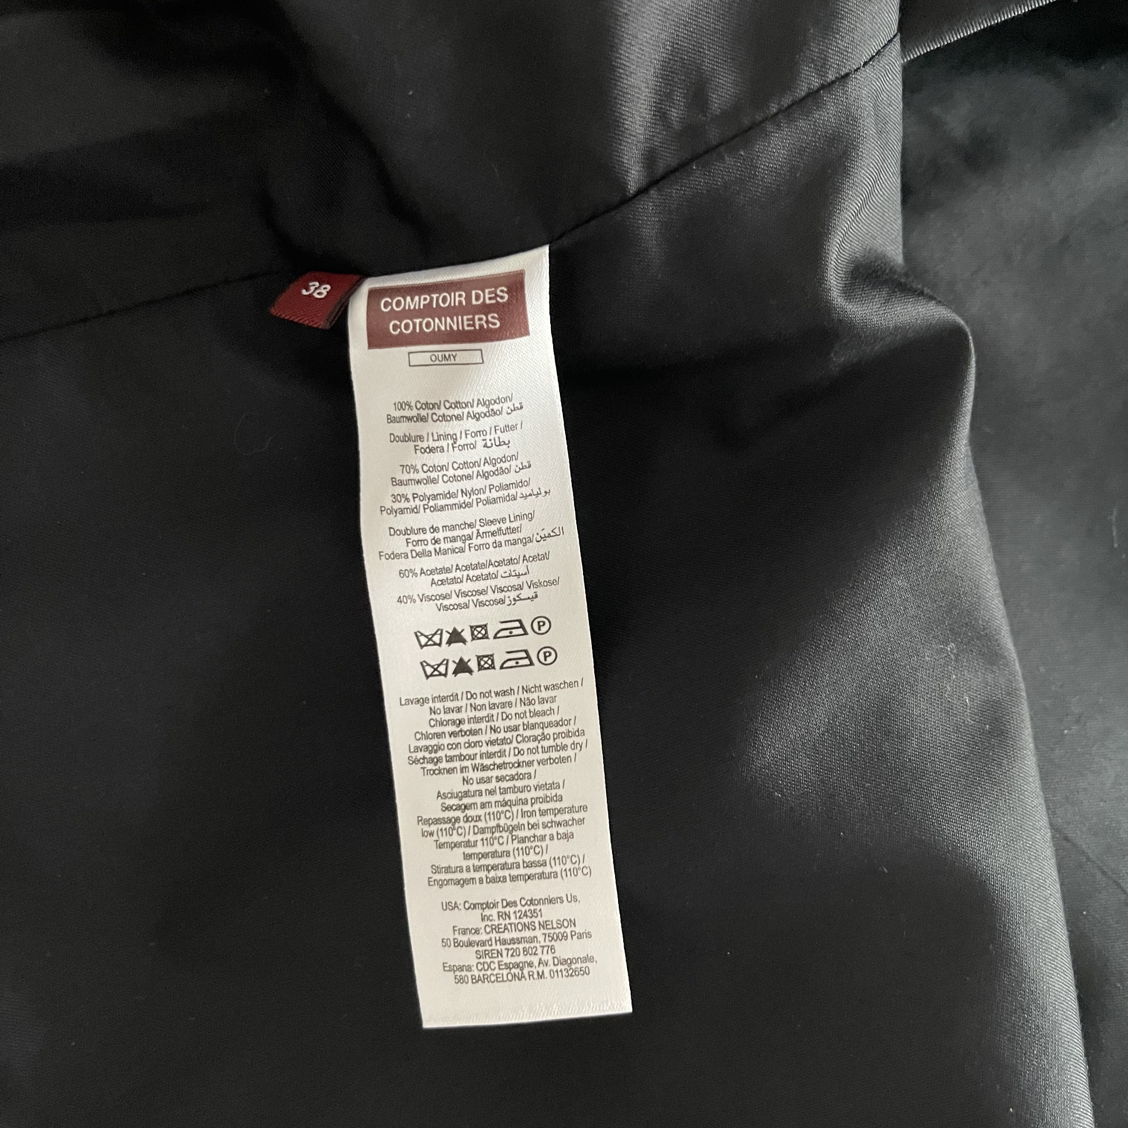 38
COMPTOIR DES
COTONNIERS
OUMY
100% Coton/ Cotton/ Algodon/
Baumwolle/ Cotone/ Algodão/ قطن
Doublure / Lining / Forro / Futter /
Fodera / Forro/ بطانة
70% Coton/ Cotton/ Algodon/
Baumwolle/ Cotone/ Algodão/ قطن
30% Polyamide/ Nylon/ Poliamido/
Polyamid/ Poliammide/ Poliamida/ بوليامید
Doublure de manche/ Sleeve Lining/
Forro de manga/ Ärmelfutter/
Fodera Della Manica/ Forro da manga/ الكميّن
60% Acetate/ Acetate/Acetato/ Acetat/
Acetato/ Acetato/ أسيتات
40% Viscose/ Viscose/ Viscosa/ Viskose/
Viscosa/ Viscose/ فيسكوز
P
P
Lavage interdit / Do not wash / Nicht waschen /
No lavar / Non lavare / Não lavar
Chlorage interdit / Do not bleach /
Chloren verboten / No usar blanqueador /
Lavaggio con cloro vietato/ Cloração proibida
Séchage tambour interdit / Do not tumble dry /
Trocknen im Wäschetrockner verboten /
No usar secadora /
Asciugatura nel tamburo vietata /
Secagem am máquina proibida
Repassage doux (110°C) / Iron temperature
low (110°C) / Dampfbügeln bei schwacher
Temperatur 110°C / Planchar a baja
temperatura (110°C) /
Stiratura a temperatura bassa (110°C) /
Engomagem a baixa temperatura (110°C)
USA: Comptoir Des Cotonniers Us,
Inc. RN 124351
France: CREATIONS NELSON
50 Boulevard Haussman, 75009 Paris
SIREN 720 802 776
Espana: CDC Espagne, Av. Diagonale,
580 BARCELONA R.M. 01132650